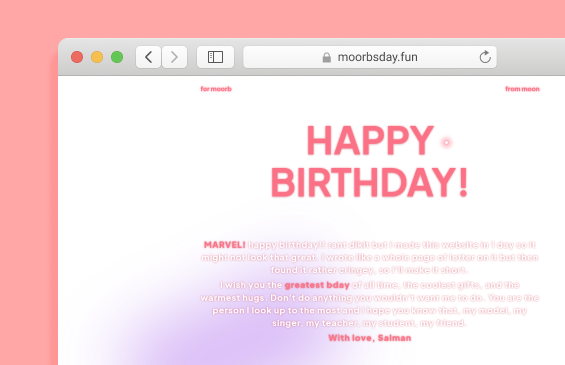 moorbsday.fun
for moorb
from moon
HAPPY
BIRTHDAY!
MARVEL! happy birthday!! cant dikit but i made this website in 1 day so it
might not look that great. i wrote like a whole page of letter on it but then
found it rather cringey, so i'll make it short.
I wish you the greatest bday of all time, the coolest gifts, and the
warmest hugs. Don't do anything you wouldn't want me to do. You are the
person I look up to the most and i hope you know that, my model, my
singer, my teacher, my student, my friend.
With love, Salman